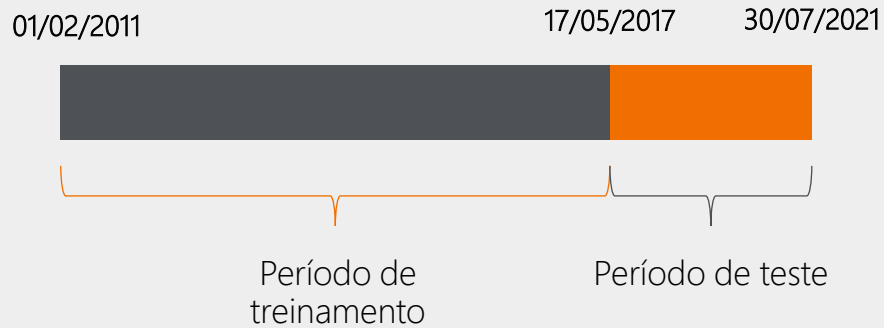 01/02/2011
17/05/2017
30/07/2021
Período de
treinamento
Período de teste